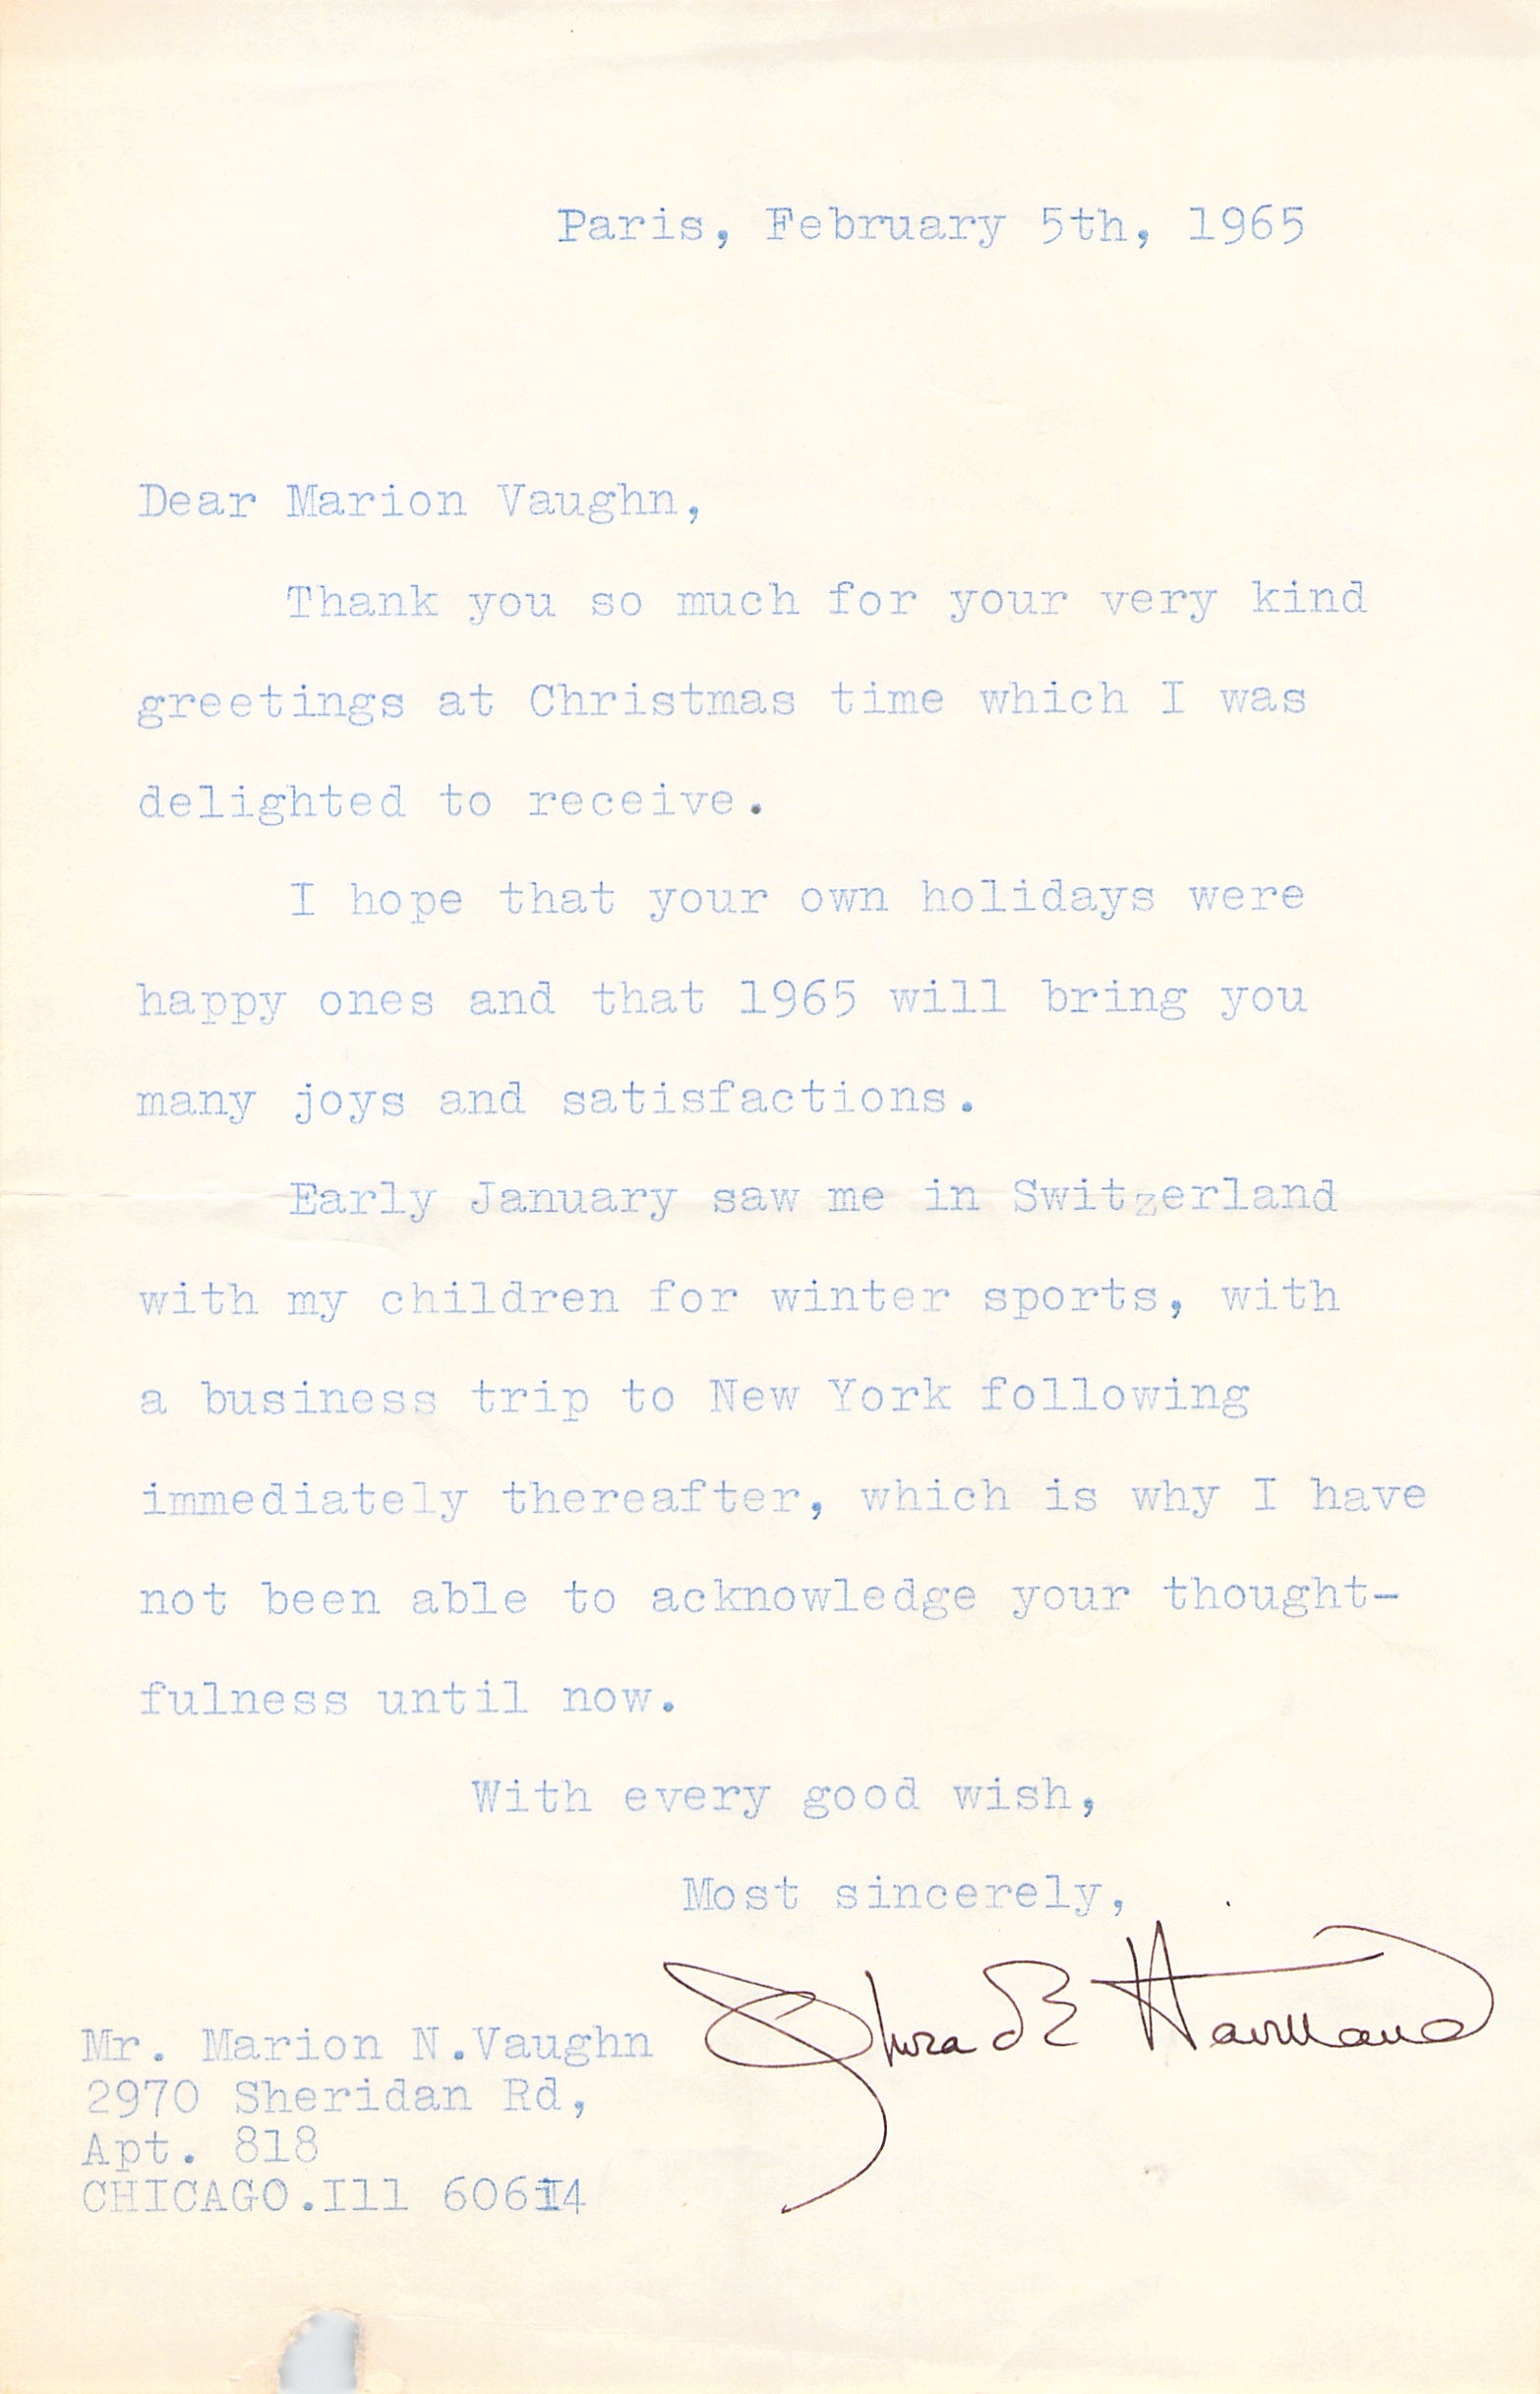 Paris, February 5th, 1965
Dear Marion Vaughn,
Thank you so much for your very kind
greetings at Christmas time which I was
delighted to receive.
I hope that your own holidays were
happy ones and that 1965 will bring you
many joys and satisfactions.
Early January saw me in Switzerland
with my children for winter sports, with
a business trip to New York following
immediately thereafter, which is why I have
not been able to acknowledge your thought-
fulness until now.
With every good wish,
Most sincerely,
Olivia de Havilland
Mr. Marion N.Vaughn
2970 Sheridan Rd,
Apt. 818
CHICAGO.Ill 60614